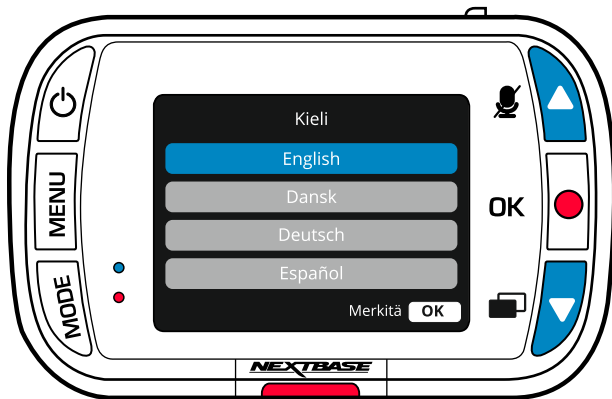 Kieli
English
Dansk
Deutsch
Español
Merkitä OK
MENU
MODE
OK
NEXTBASE